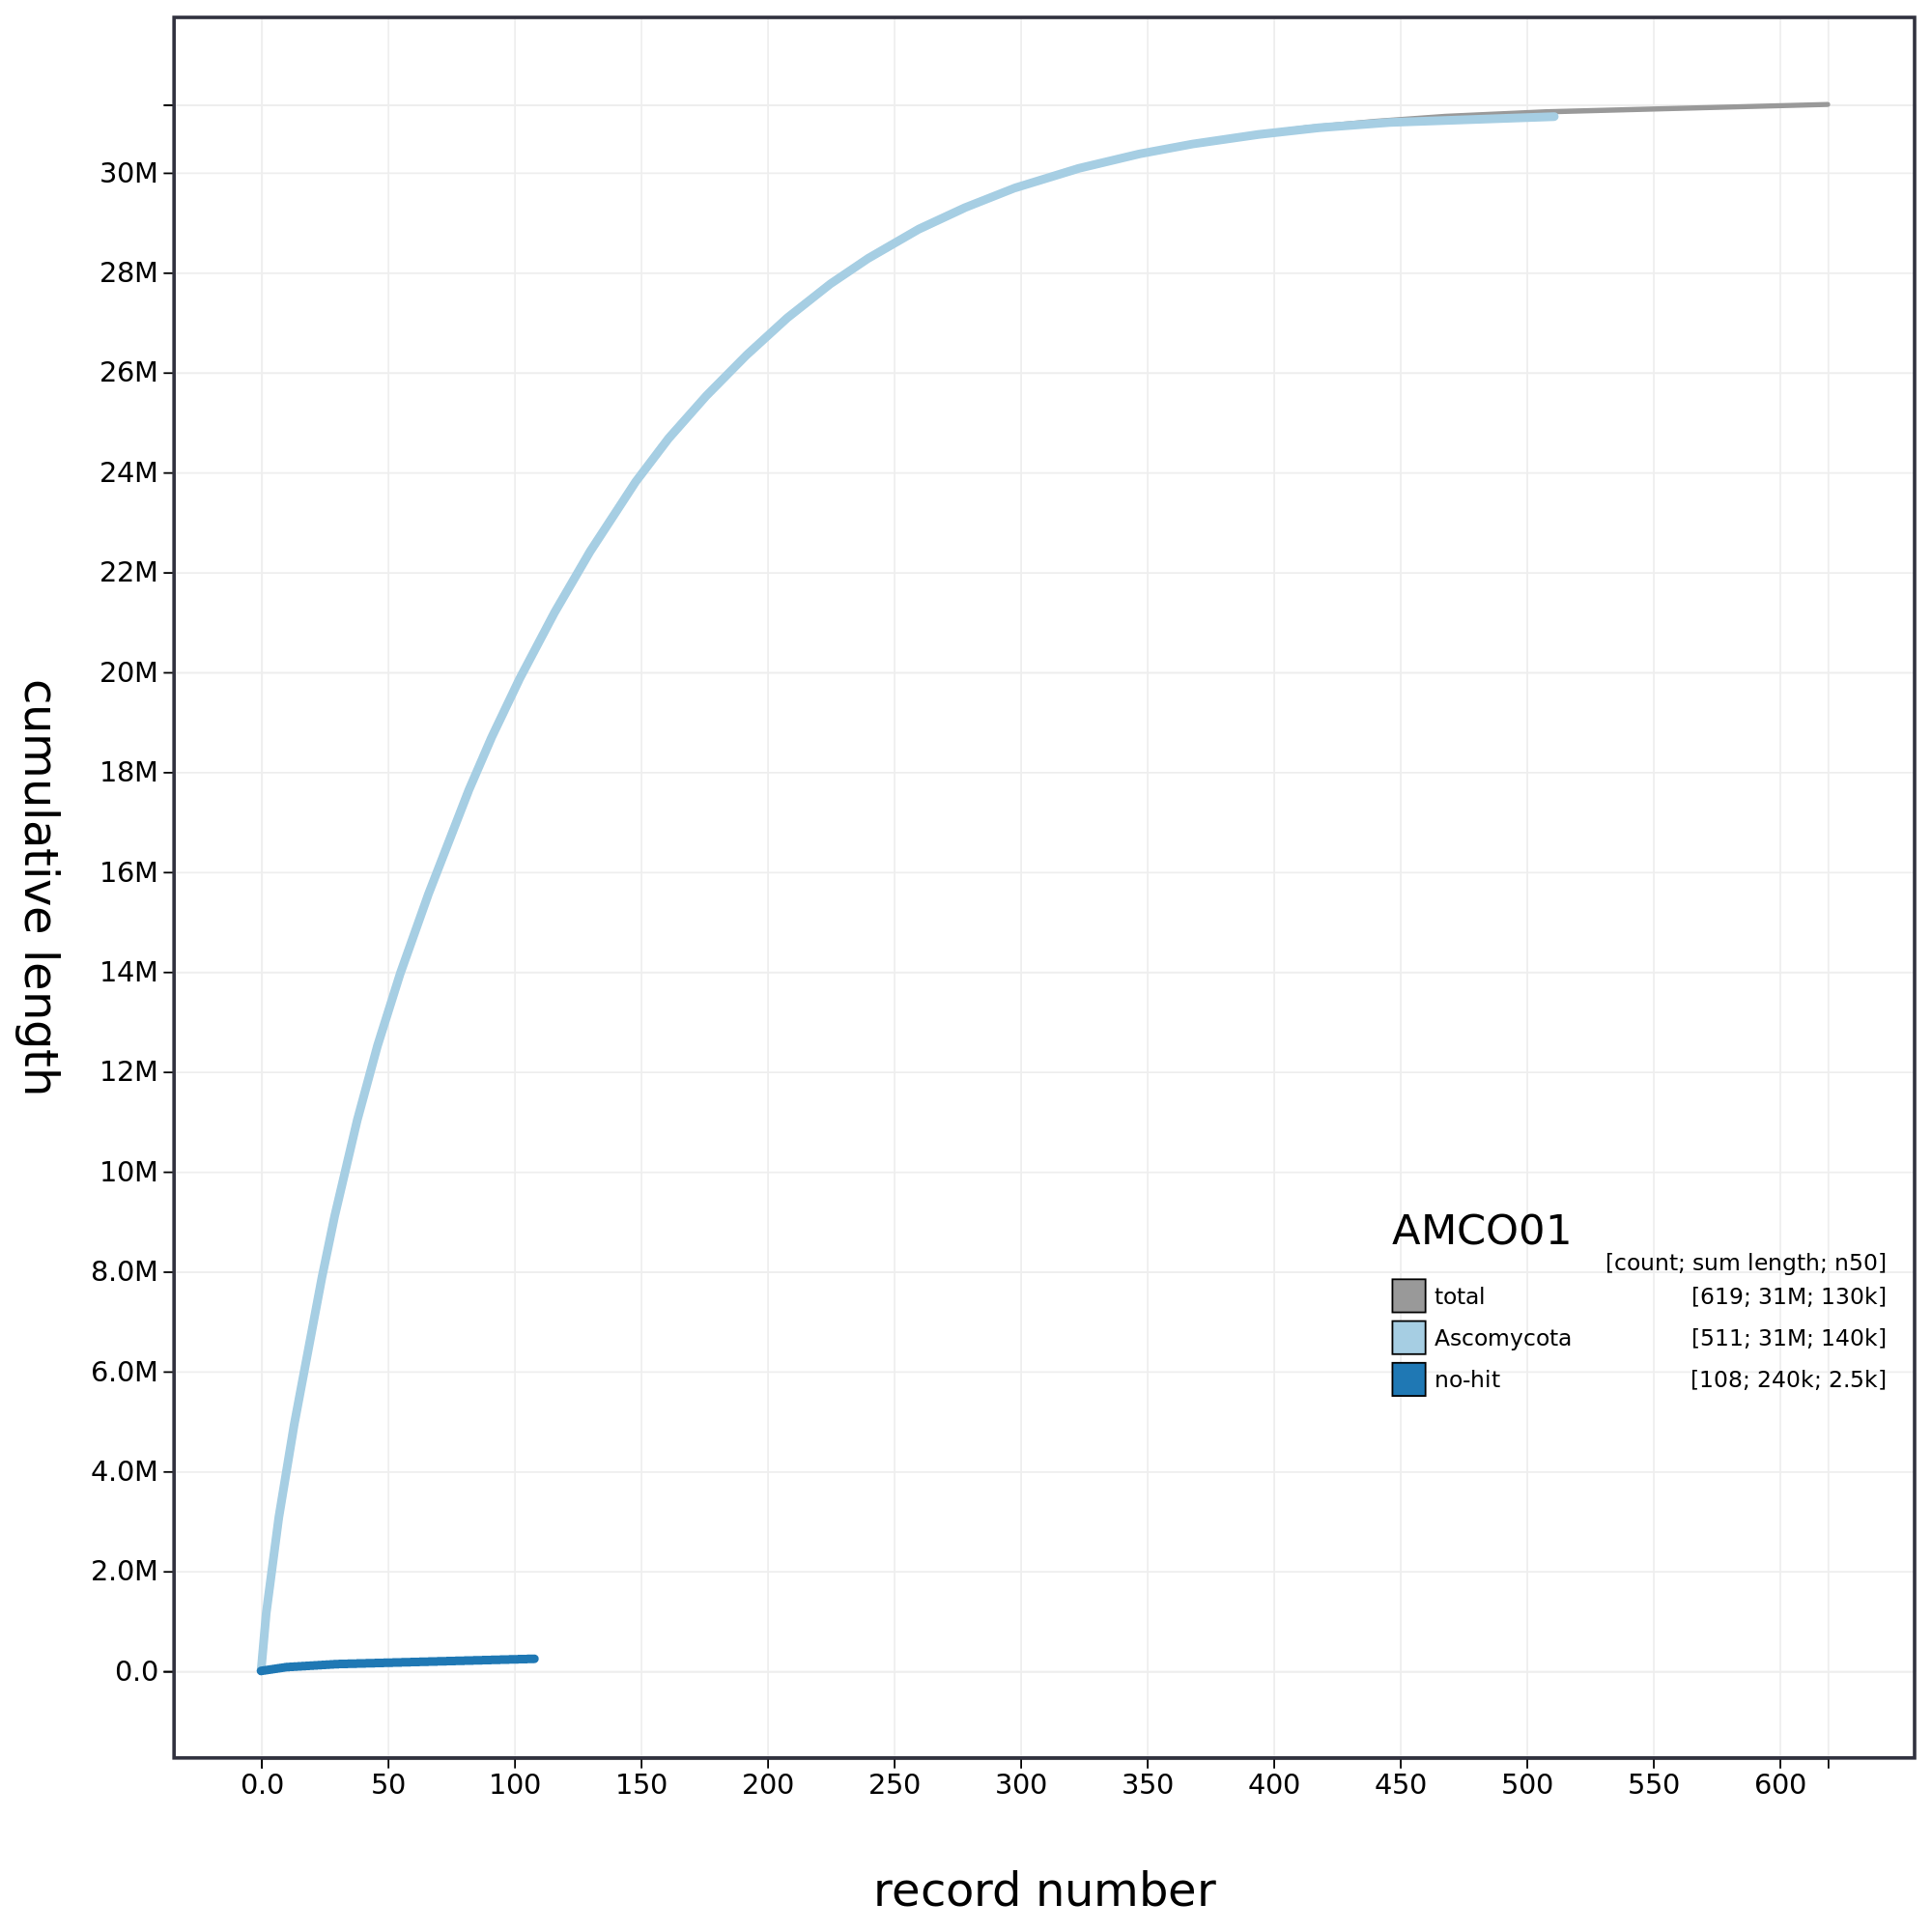 cumulative length
30M
28M
26M
24M
22M
20M
18M
16M
14M
12M
10M
8.0M
6.0M
4.0M
2.0M
0.0
AMCO01
[count; sum length; n50]
total [619; 31M; 130k]
Ascomycota [511; 31M; 140k]
no-hit [108; 240k; 2.5k]
0.0 50 100 150 200 250 300 350 400 450 500 550 600
record number